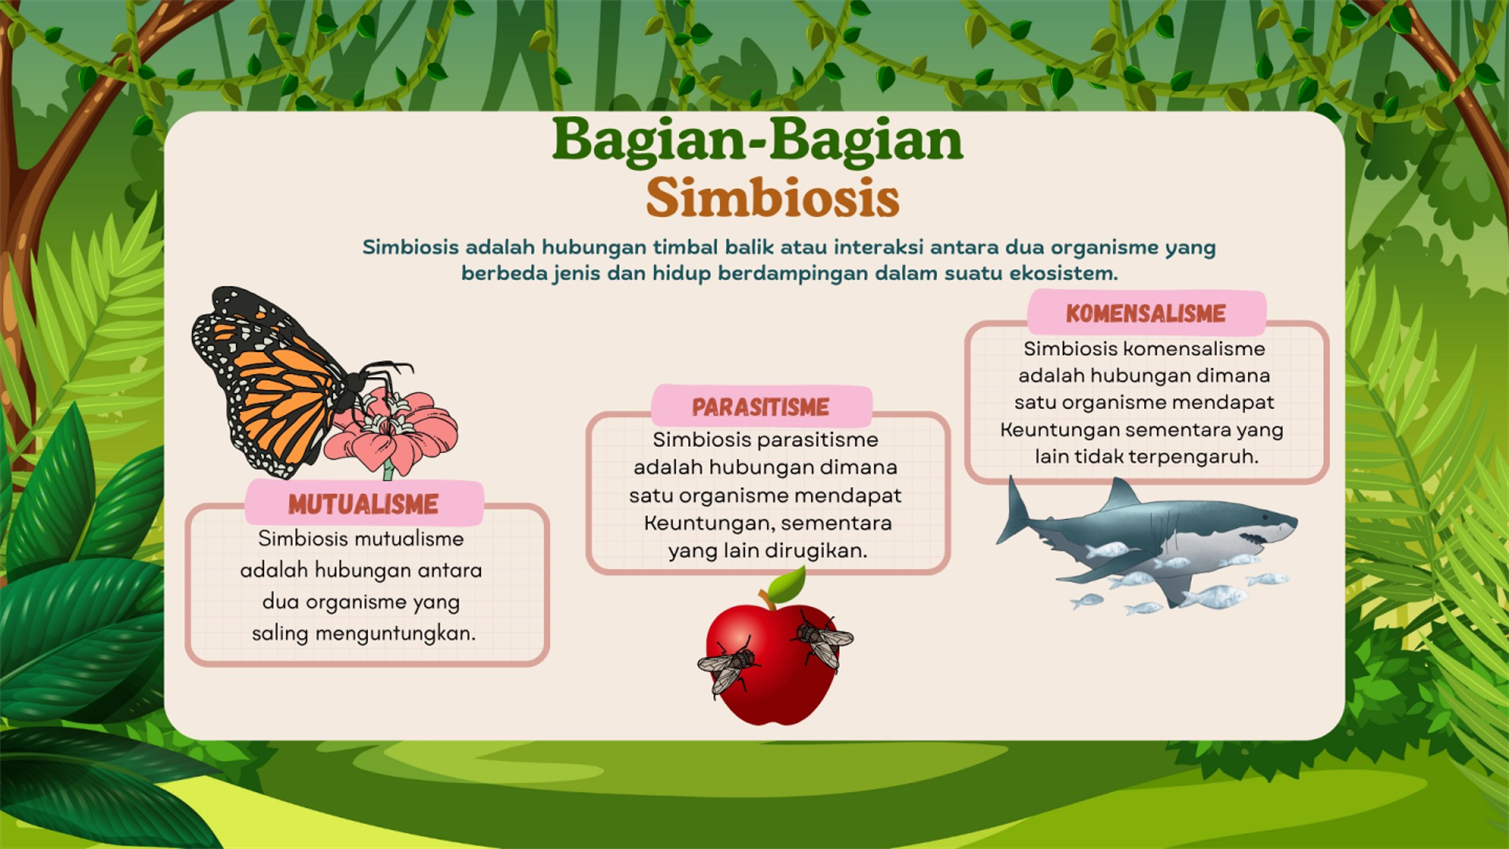 Bagian-Bagian
Simbiosis
Simbiosis adalah hubungan timbal balik atau interaksi antara dua organisme yang
berbeda jenis dan hidup berdampingan dalam suatu ekosistem.
MUTUALISME
Simbiosis mutualisme
adalah hubungan antara
dua organisme yang
saling menguntungkan.
PARASITISME
Simbiosis parasitisme
adalah hubungan dimana
satu organisme mendapat
Keuntungan, sementara
yang lain dirugikan.
KOMENSALISME
Simbiosis komensalisme
adalah hubungan dimana
satu organisme mendapat
Keuntungan sementara yang
lain tidak terpengaruh.